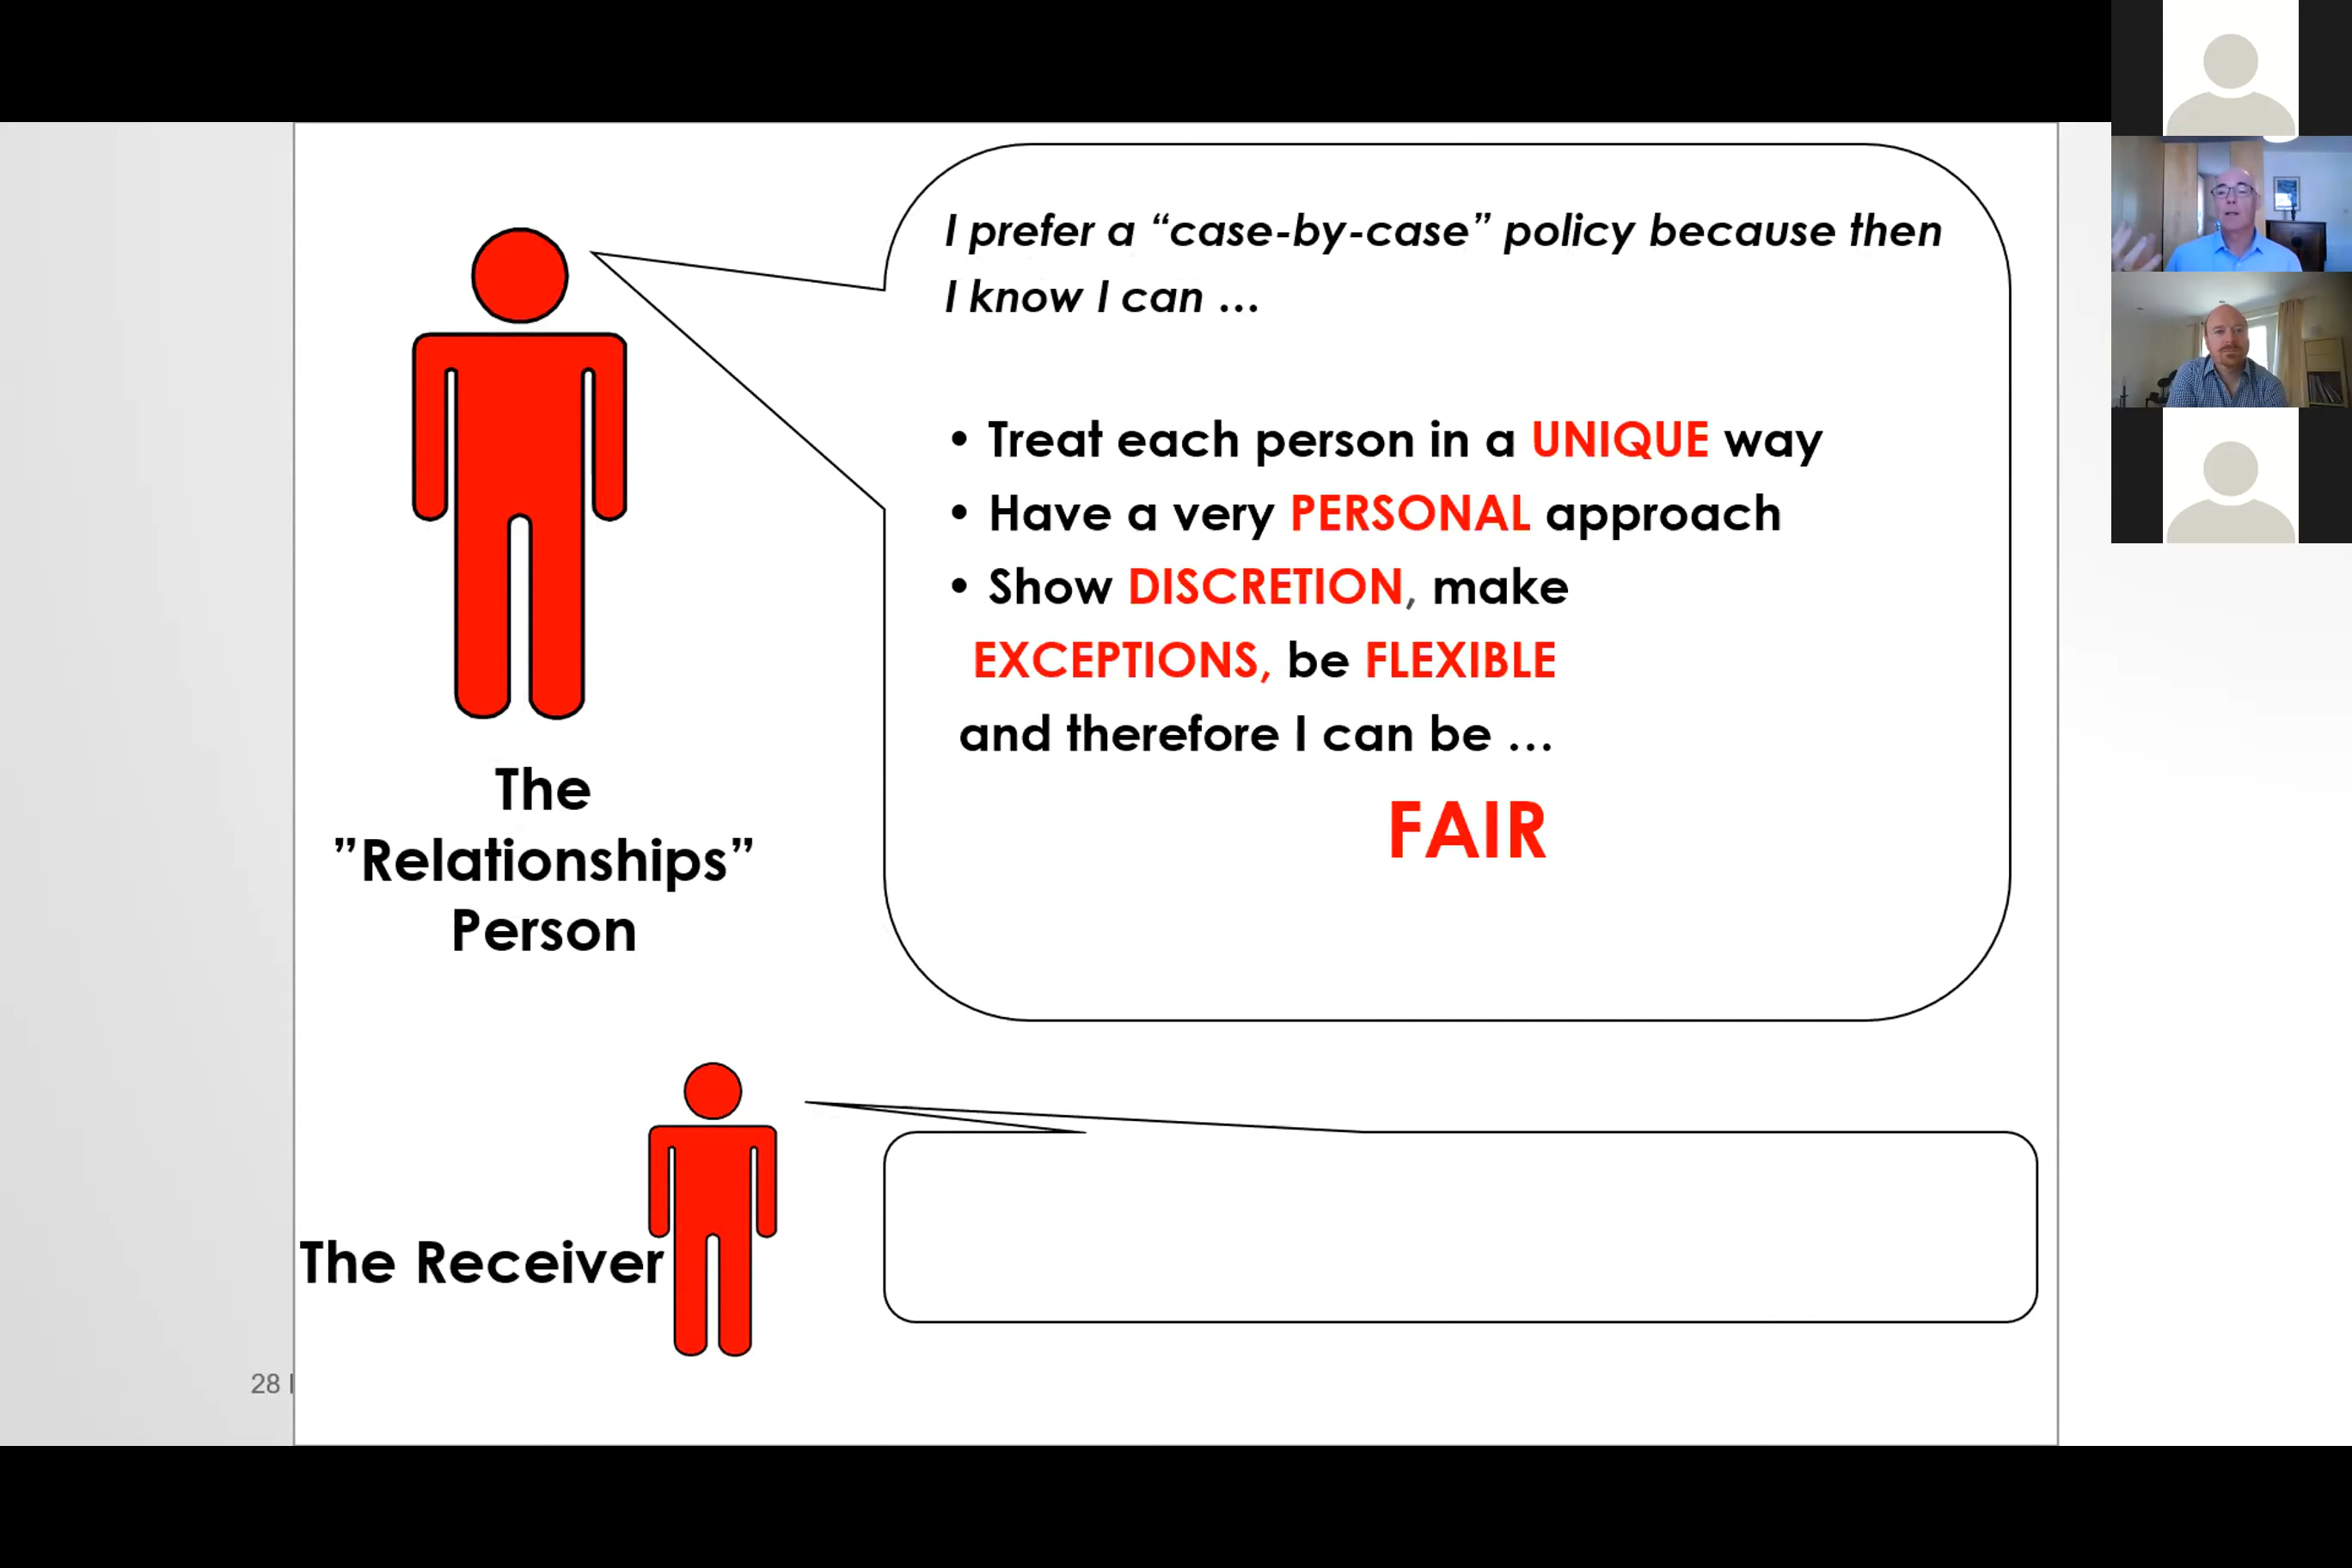 I prefer a “case-by-case” policy because then
I know I can ...
• Treat each person in a UNIQUE way
• Have a very PERSONAL approach
• Show DISCRETION, make
EXCEPTIONS, be FLEXIBLE
and therefore I can be ...
FAIR
The
”Relationships”
Person
The Receiver
28